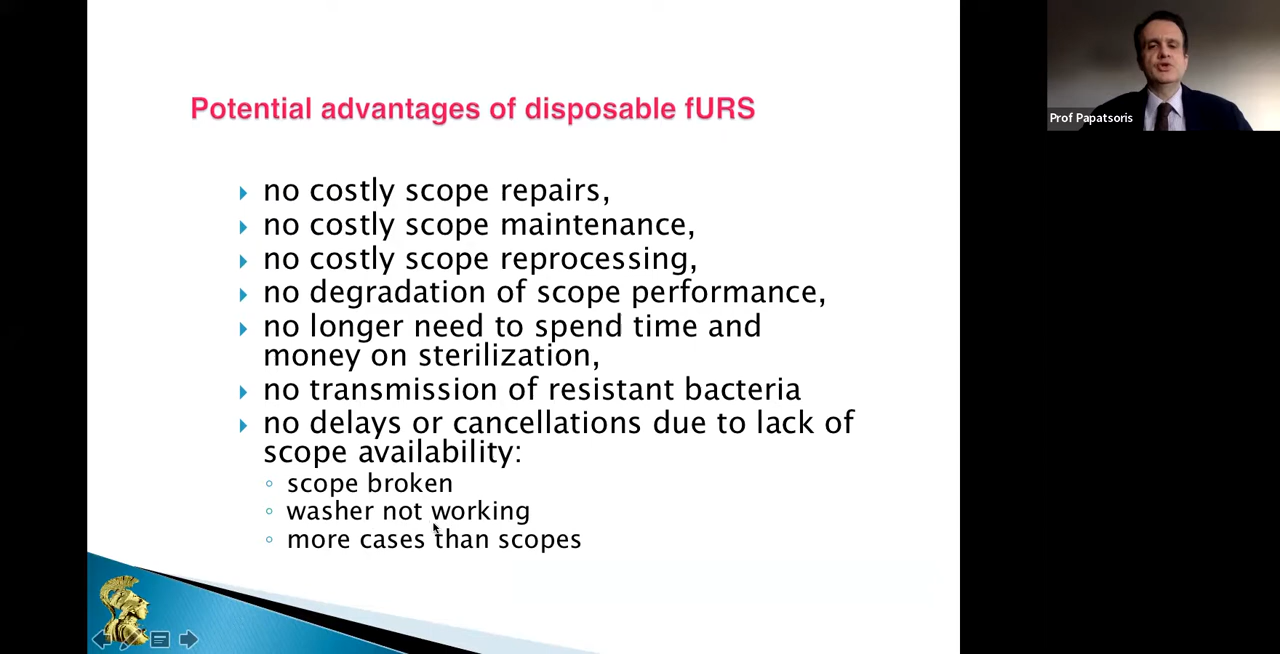 Potential advantages of disposable fURS
no costly scope repairs,
no costly scope maintenance,
no costly scope reprocessing,
no degradation of scope performance,
no longer need to spend time and
money on sterilization,
no transmission of resistant bacteria
no delays or cancellations due to lack of
scope availability:
scope broken
washer not working
more cases than scopes
Prof Papatsoris